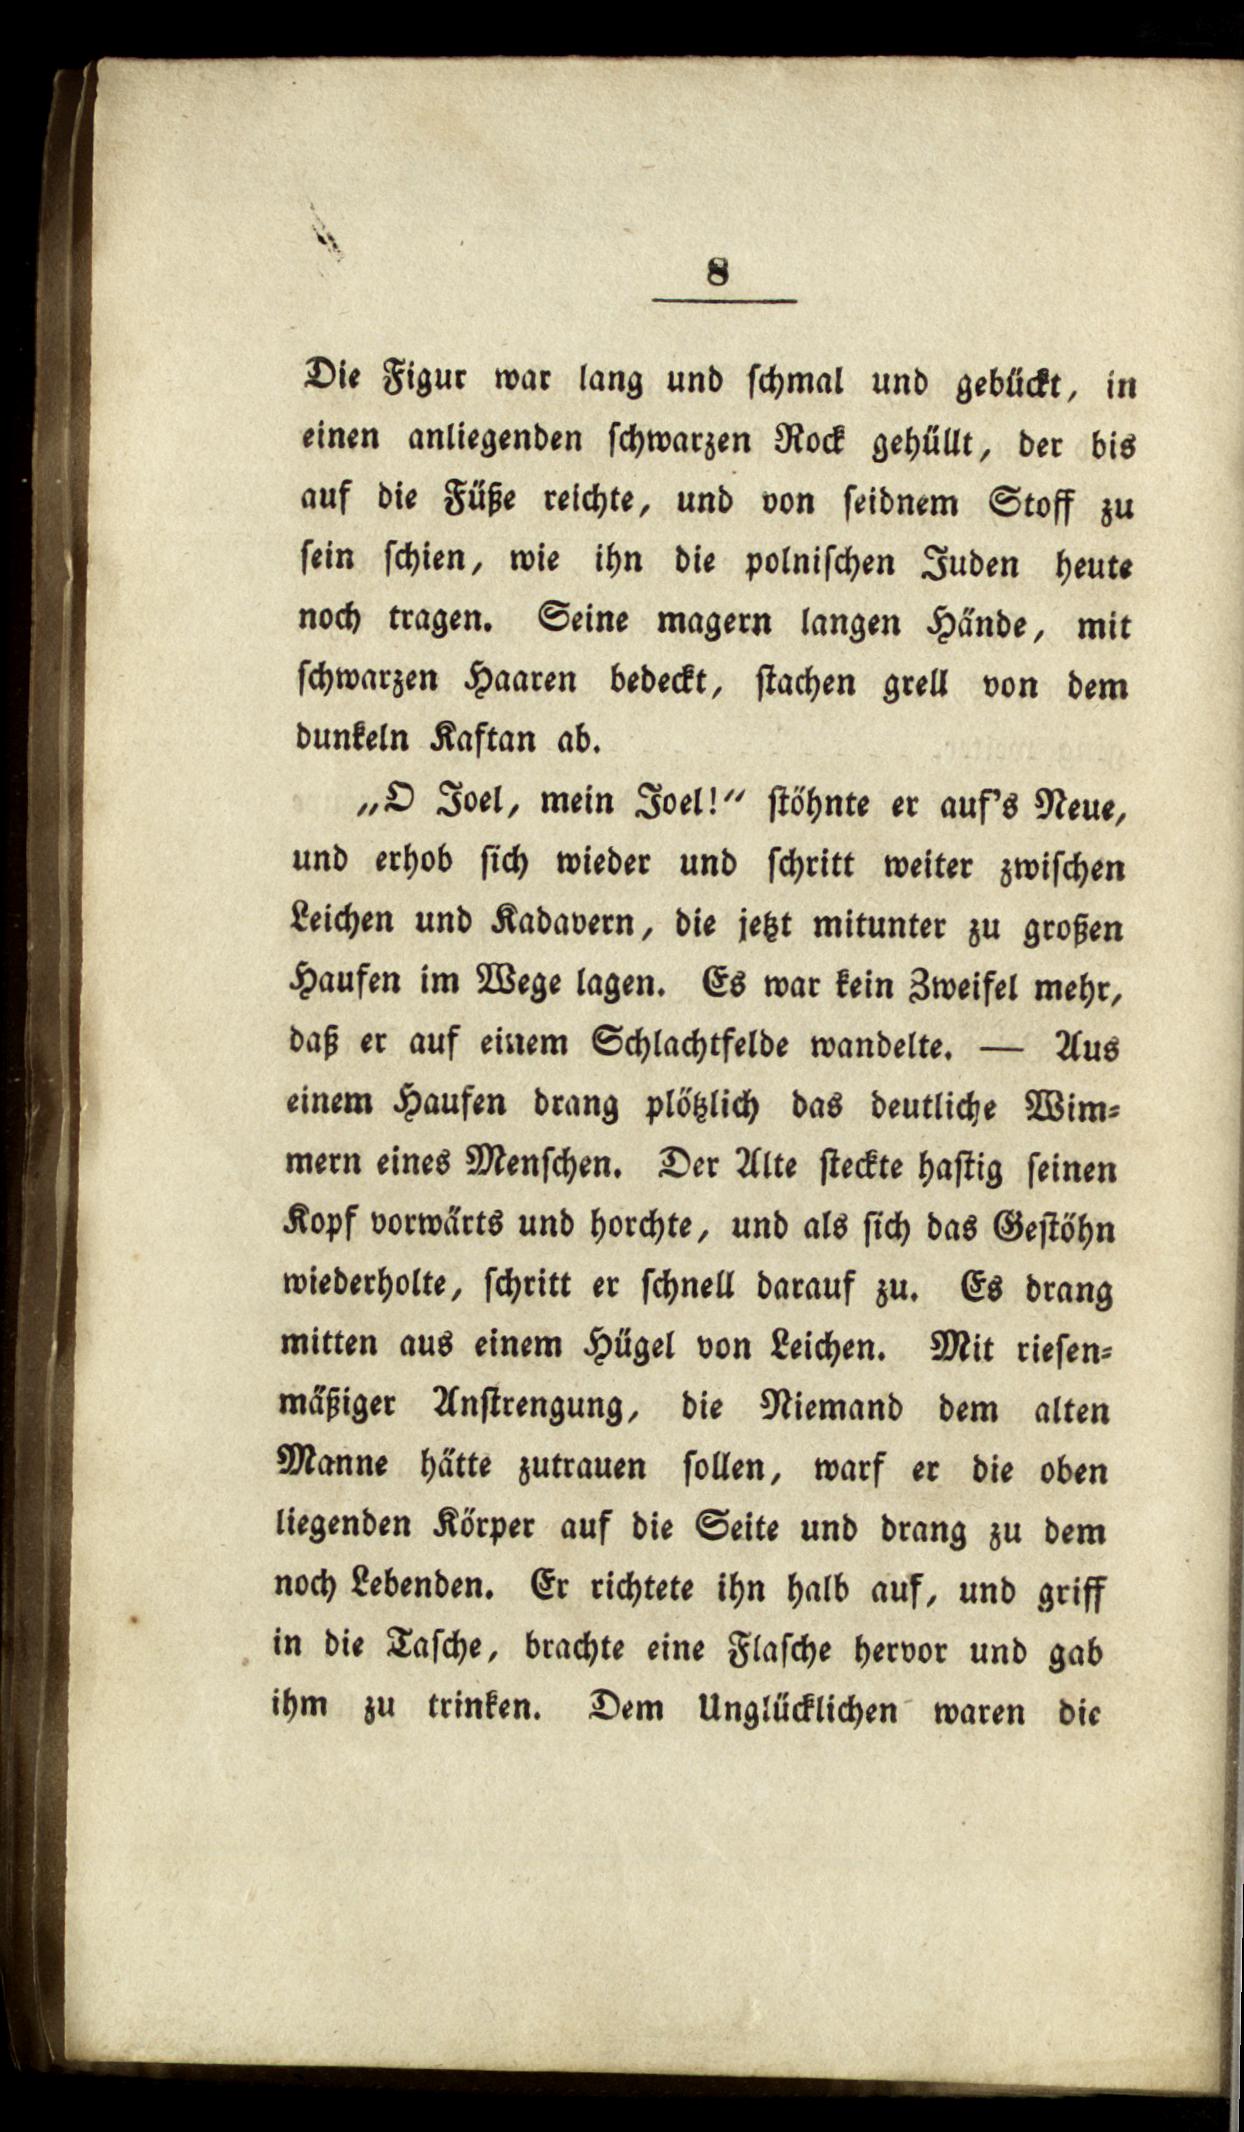 8
Die Figur war lang und ſchmal und gebückt, in
einen anliegenden ſchwarzen Rock gehüllt, der bis
auf die Füße reichte, und von ſeidnem Stoff zu
ſein ſchien, wie ihn die polniſchen Juden heute
noch tragen. Seine magern langen Hände, mit
ſchwarzen Haaren bedeckt, ſtachen grell von dem
dunkeln Kaftan ab.
„O Joel, mein Joel!“ ſtöhnte er auf's Neue,
und erhob ſich wieder und ſchritt weiter zwiſchen
Leichen und Kadavern, die jetzt mitunter zu großen
Haufen im Wege lagen. Es war kein Zweifel mehr,
daß er auf einem Schlachtfelde wandelte. — Aus
einem Haufen drang plötzlich das deutliche Wim⸗
mern eines Menſchen. Der Alte ſteckte haſtig ſeinen
Kopf vorwärts und horchte, und als ſich das Geſtöhn
wiederholte, ſchritt er ſchnell darauf zu. Es drang
mitten aus einem Hügel von Leichen. Mit rieſen⸗
mäßiger Anſtrengung, die Niemand dem alten
Manne hätte zutrauen ſollen, warf er die oben
liegenden Körper auf die Seite und drang zu dem
noch Lebenden. Er richtete ihn halb auf, und griff
in die Taſche, brachte eine Flaſche hervor und gab
ihm zu trinken. Dem Unglücklichen waren die